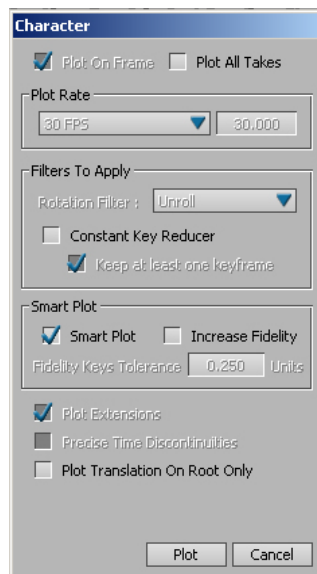 Character
Plot On Frame Plot All Takes
Plot Rate
30 FPS 30.000
Filters To Apply
Rotation Filter : Unroll
Constant Key Reducer
Keep at least one keyframe
Smart Plot
Smart Plot Increase Fidelity
Fidelity Keys Tolerance 0.250 Units
Plot Extensions
Precise Time Discontinuities
Plot Translation On Root Only
Plot Cancel